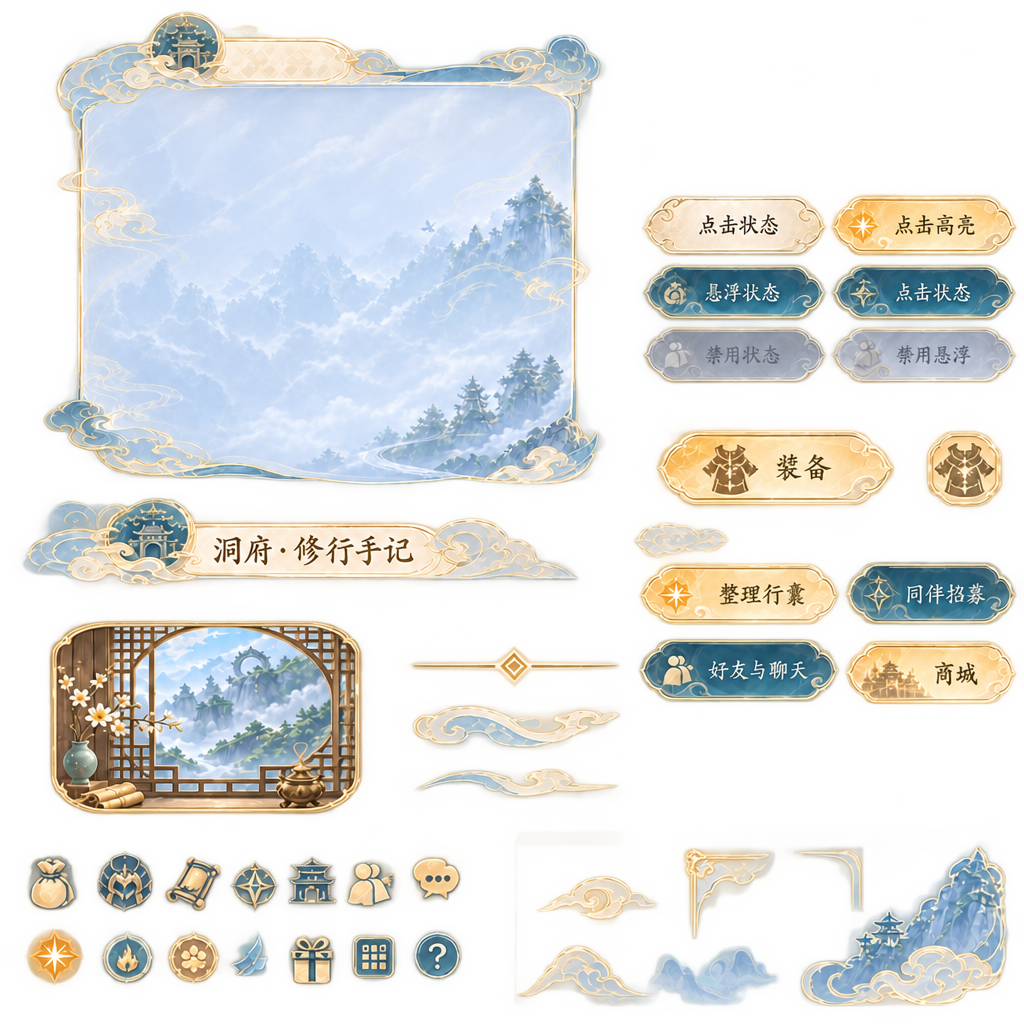 点击状态
点击高亮
悬浮状态
点击状态
禁用状态
禁用悬浮
装备
洞府·修行手记
整理行囊
同伴招募
好友与聊天
商城
?